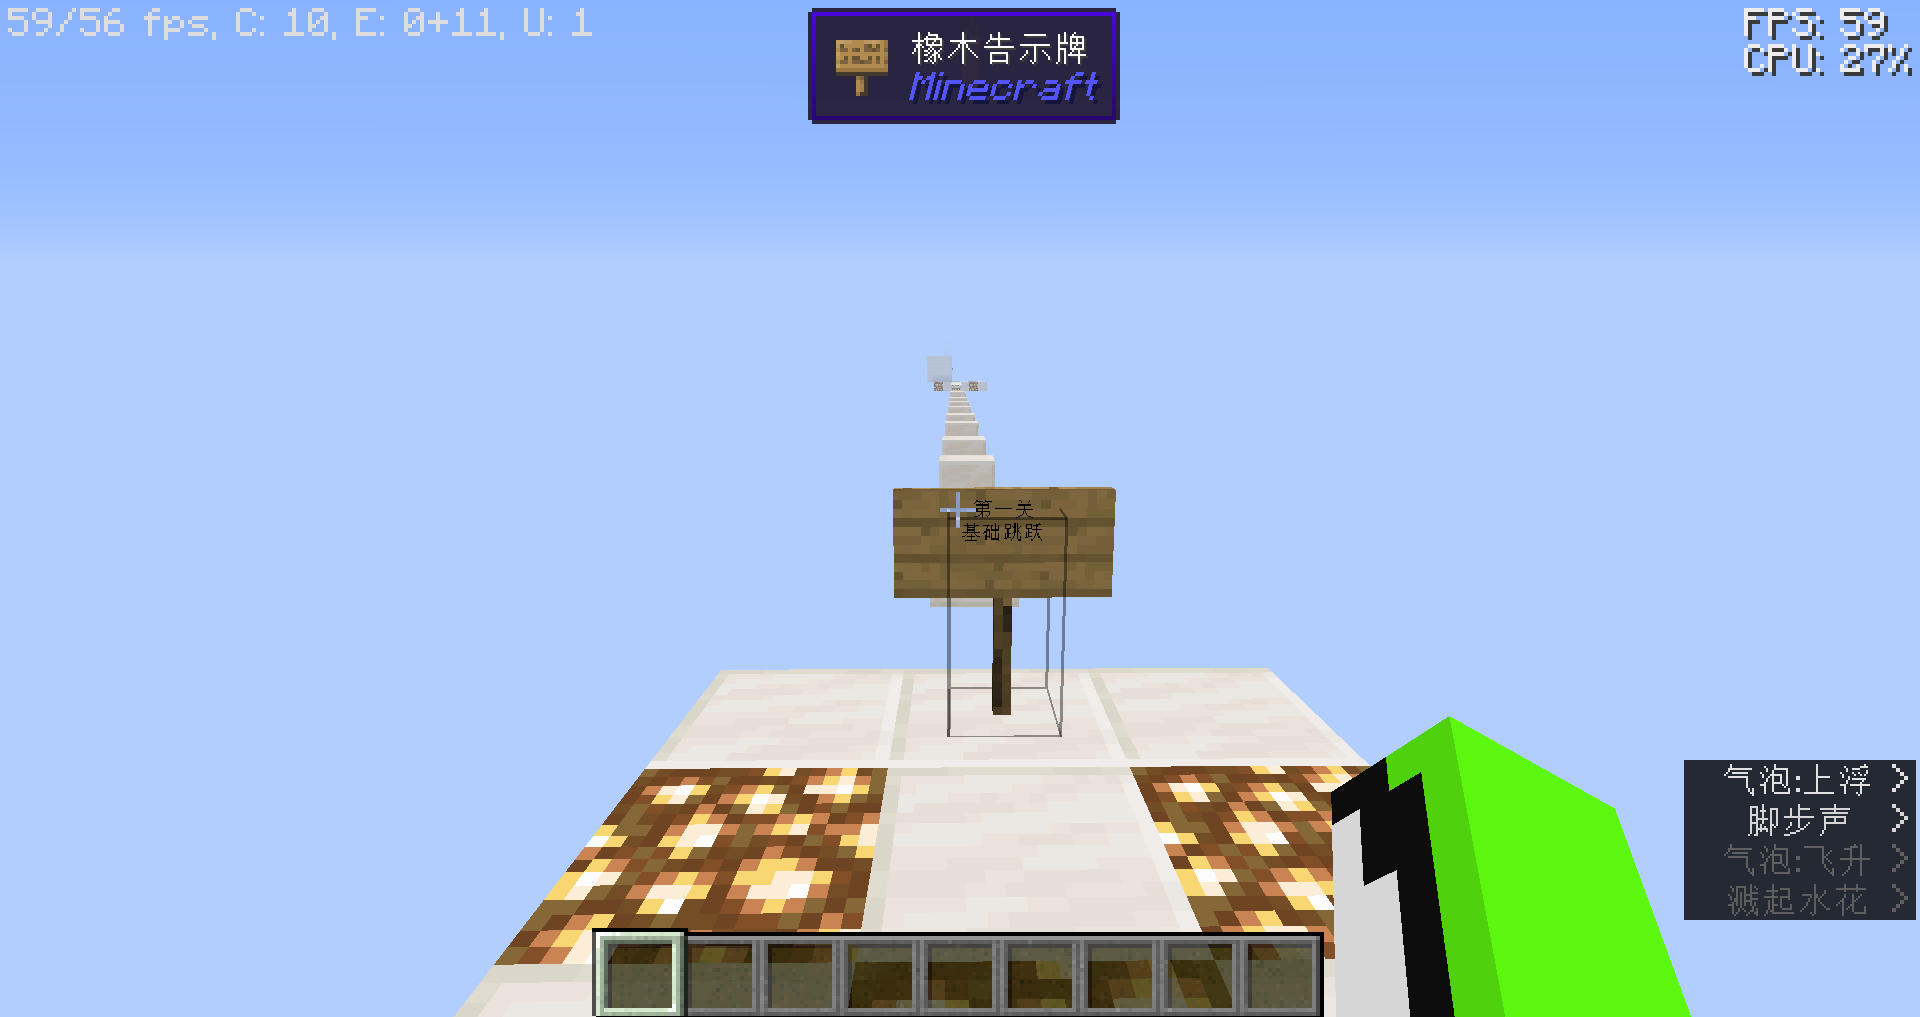 59/56 fps, C: 10, E: 0+11, U: 1
橡木告示牌
Minecraft
FPS: 59
CPU: 27%
第一关
基础跳跃
气泡:上浮 >
脚步声 >
气泡:飞升 >
溅起水花 >